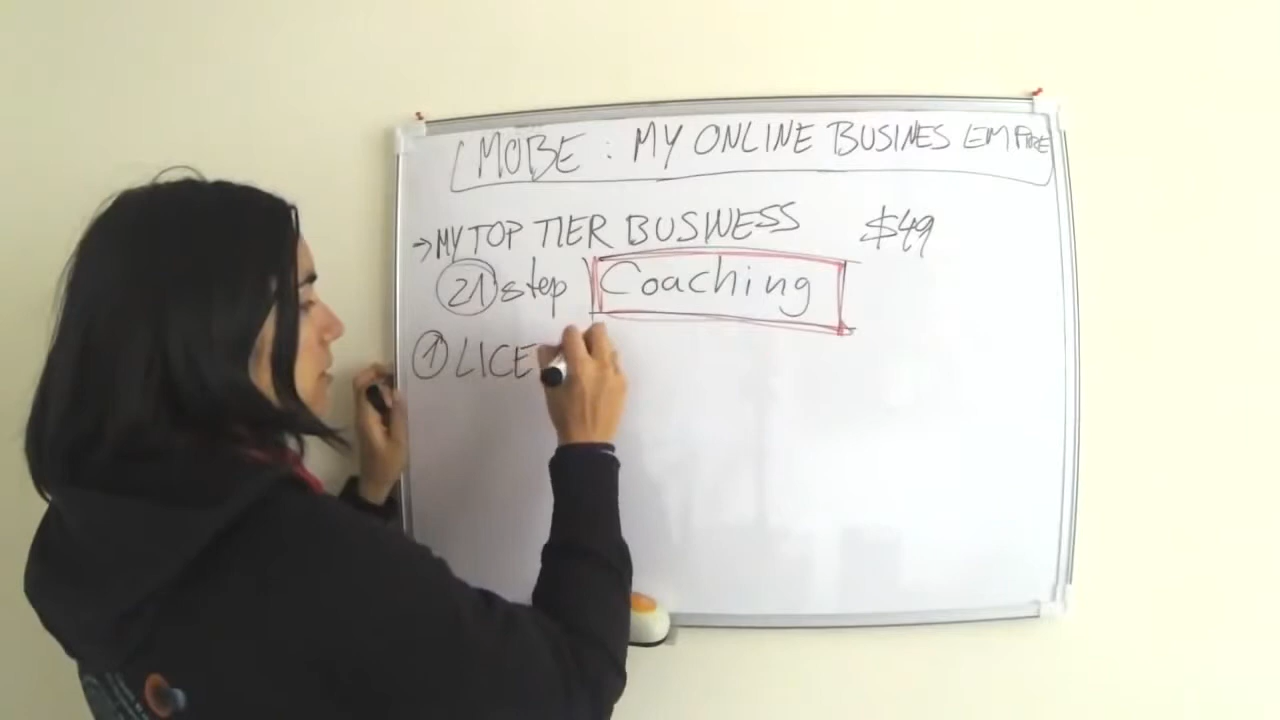 MOBE : MY ONLINE BUSINES EMPIRE
→ MY TOP TIER BUSINESS $49
21 step Coaching
① LICE